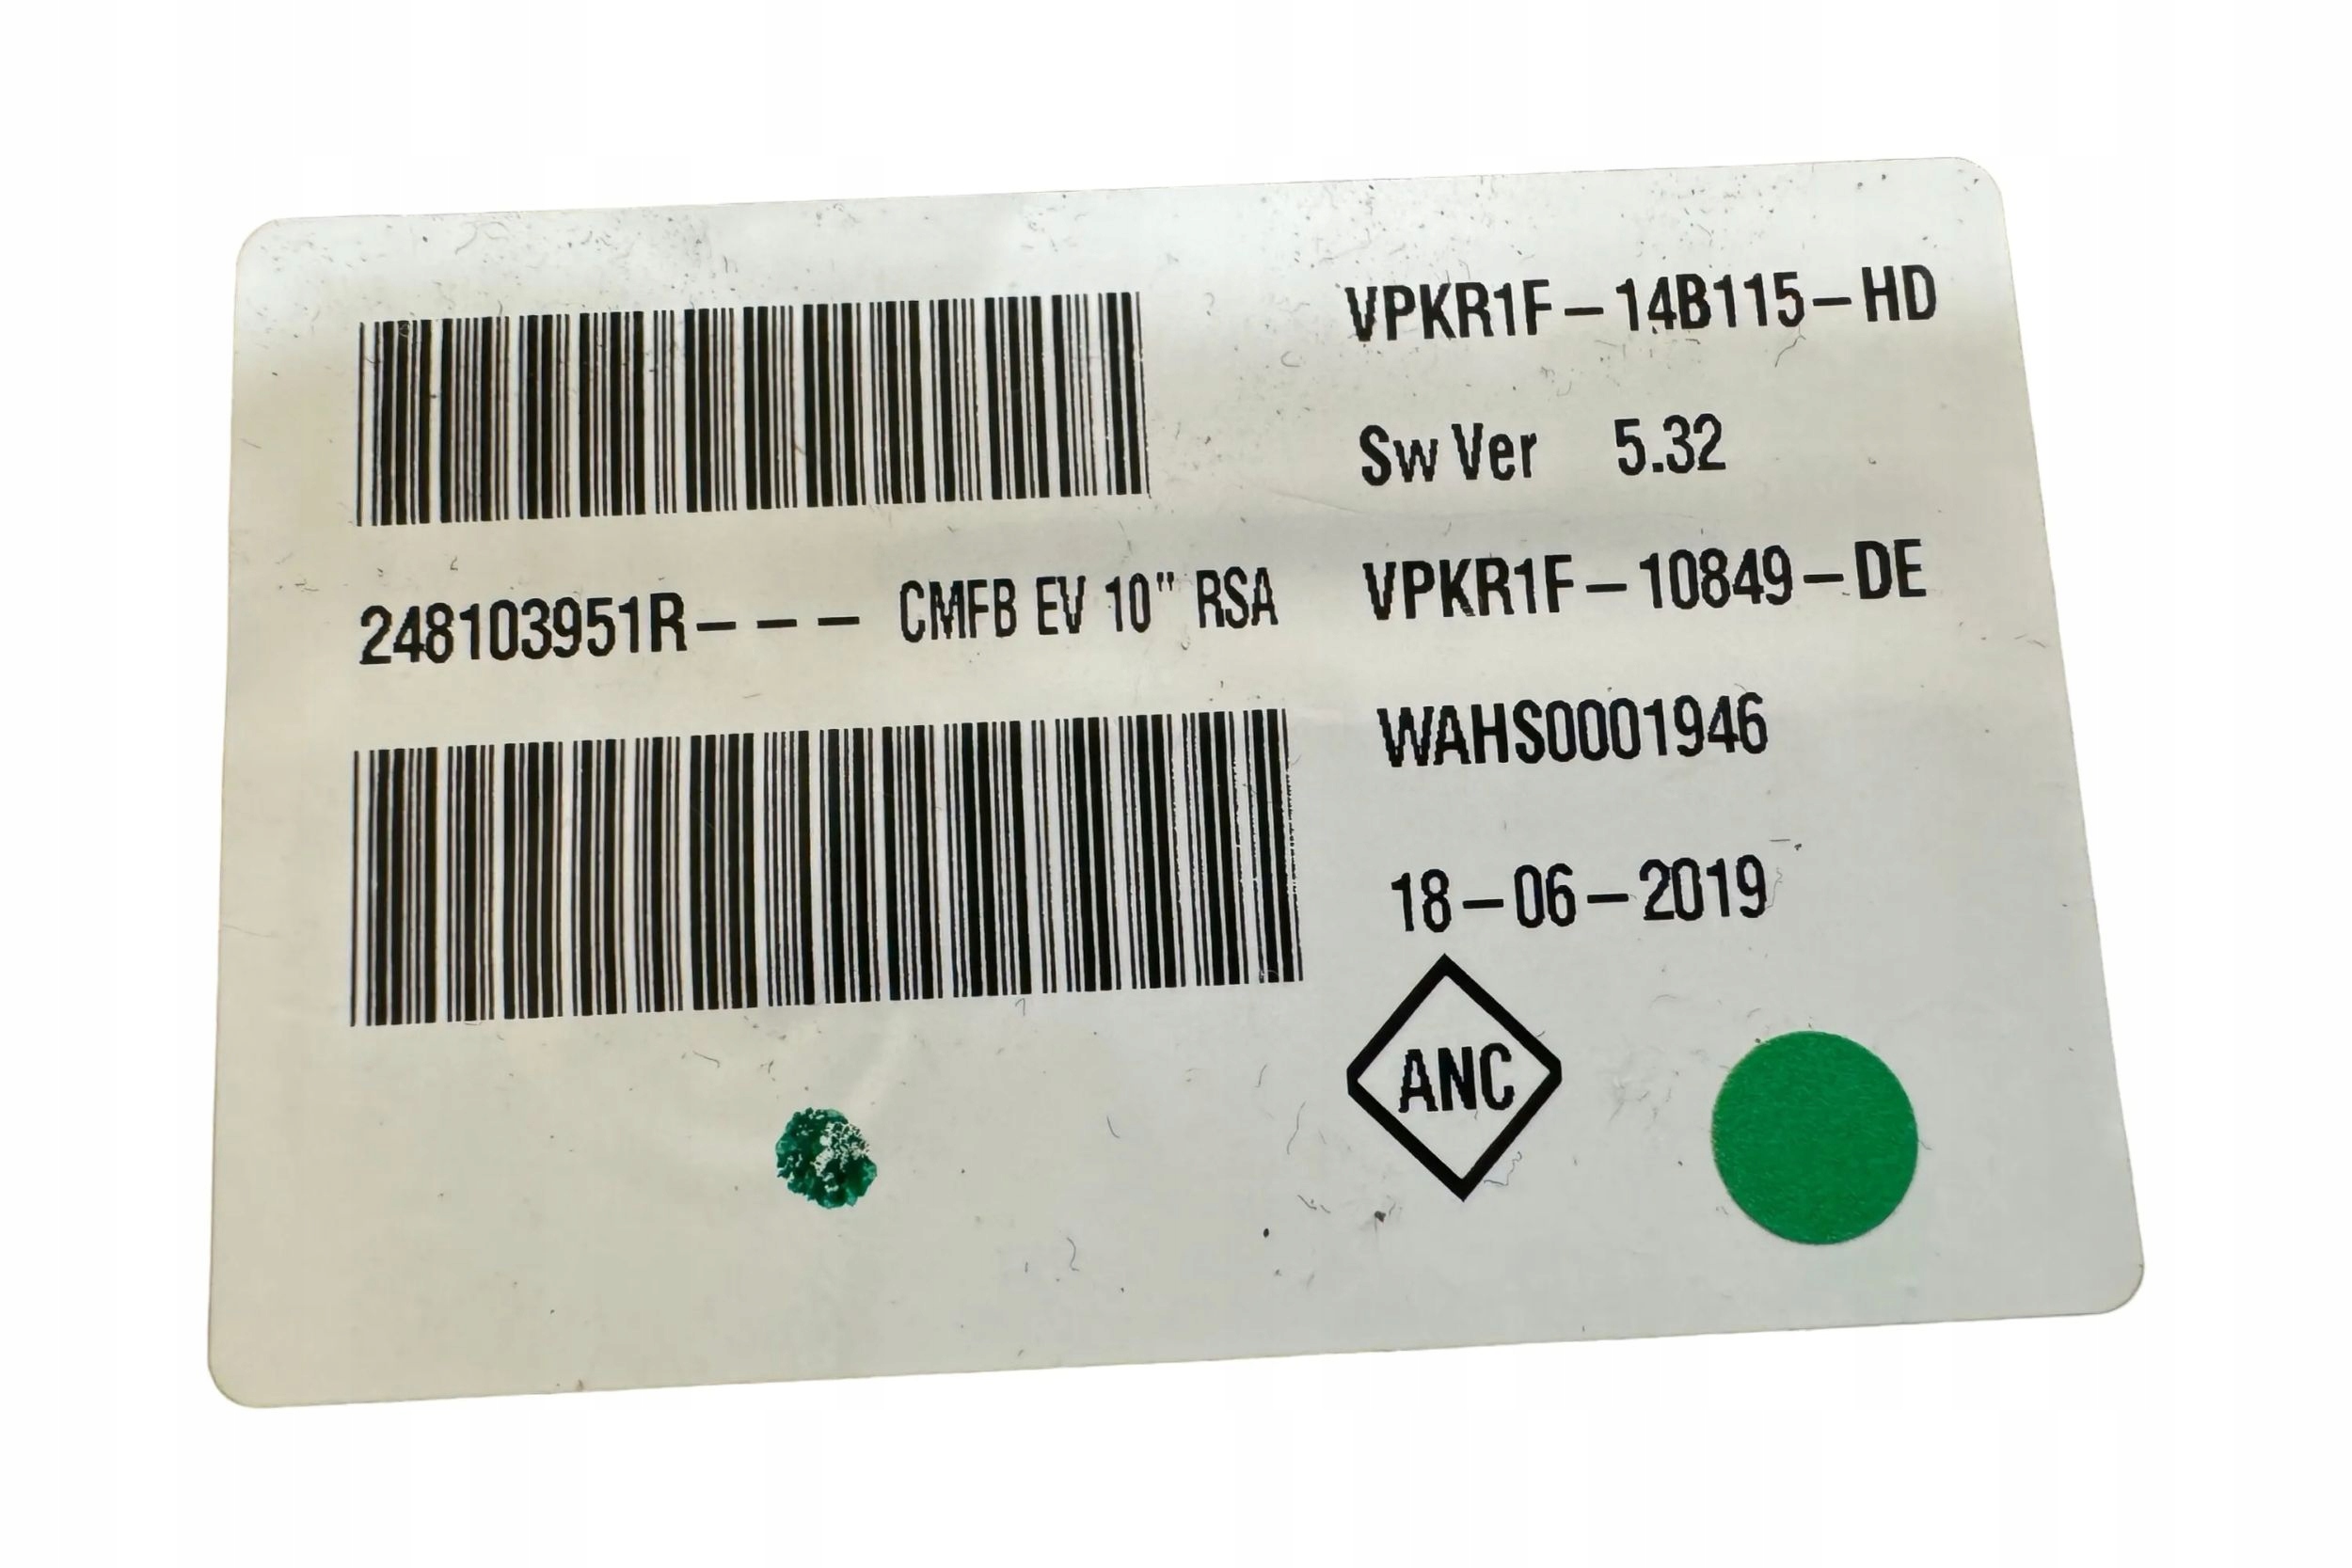 VPKR1F-14B115-HD
Sw Ver 5.32
248103951R--- CMFB EV 10" RSA
VPKR1F-10849-DE
WAHS0001946
18-06-2019
ANC